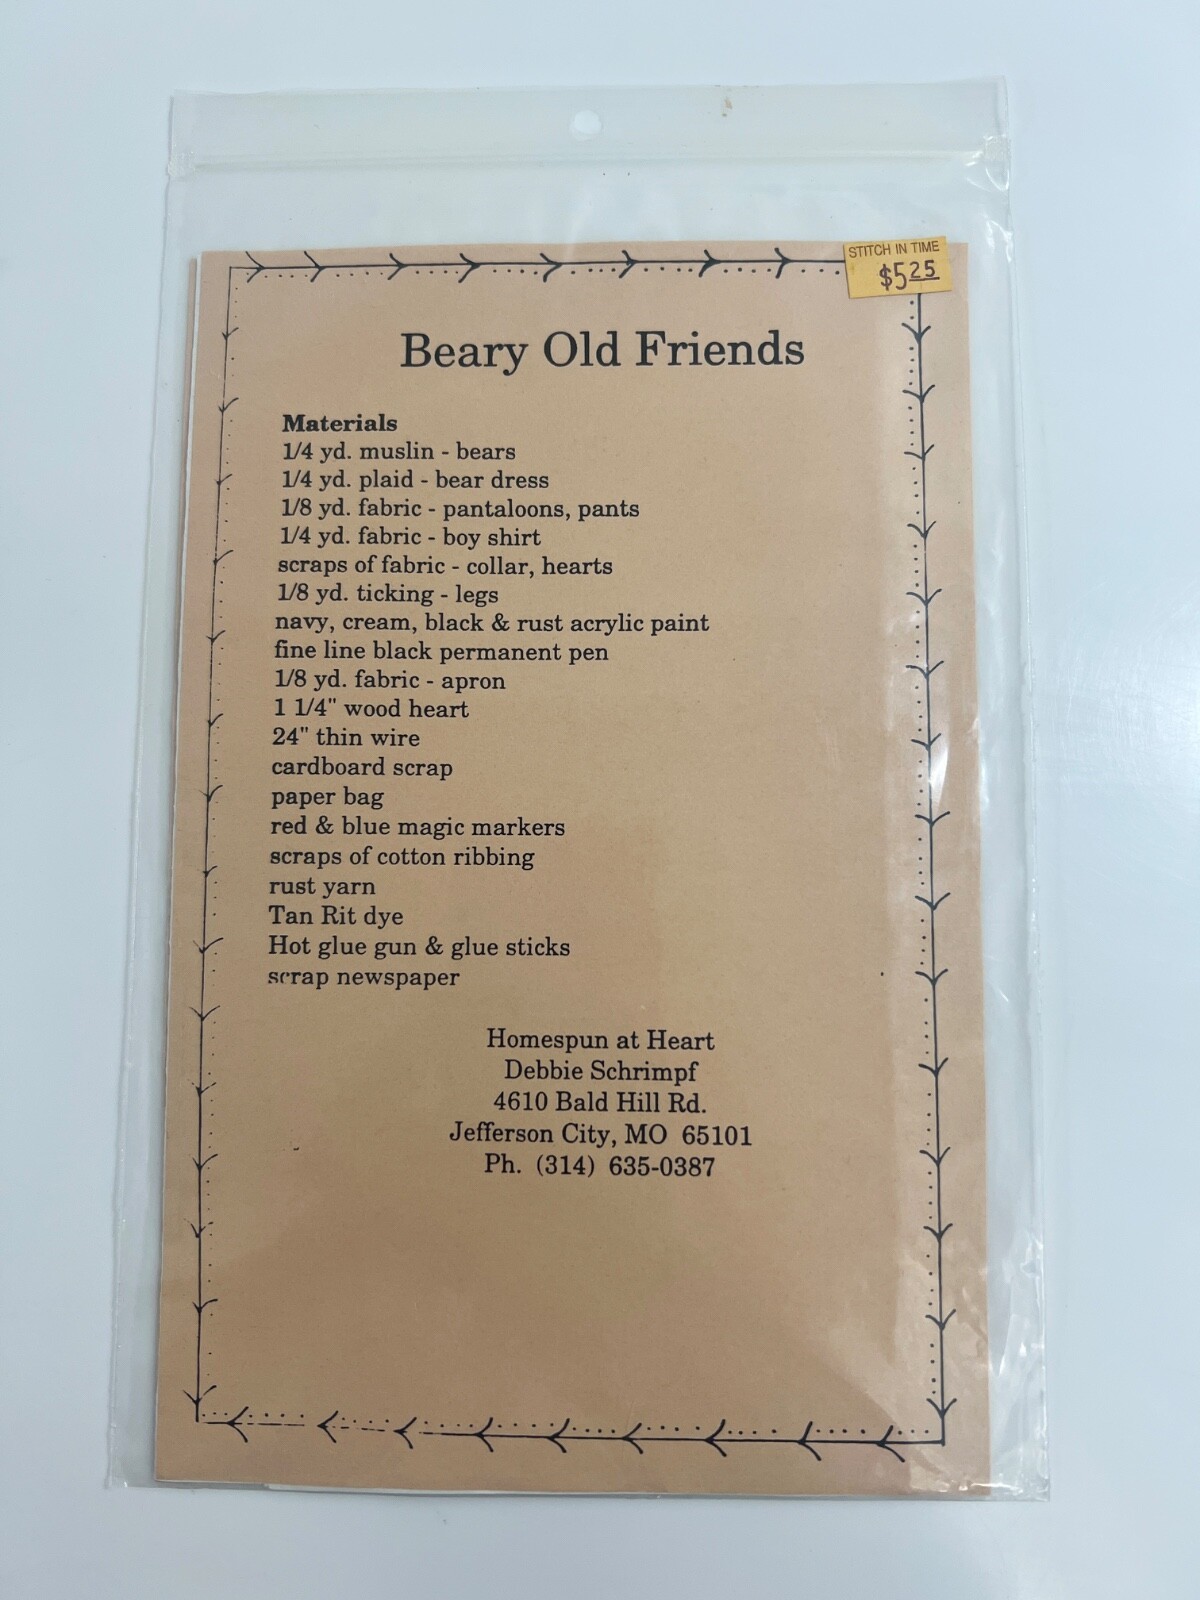 STITCH IN TIME
$5.25
Beary Old Friends
Materials
1/4 yd. muslin - bears
1/4 yd. plaid - bear dress
1/8 yd. fabric - pantaloons, pants
1/4 yd. fabric - boy shirt
scraps of fabric - collar, hearts
1/8 yd. ticking - legs
navy, cream, black & rust acrylic paint
fine line black permanent pen
1/8 yd. fabric - apron
1 1/4" wood heart
24" thin wire
cardboard scrap
paper bag
red & blue magic markers
scraps of cotton ribbing
rust yarn
Tan Rit dye
Hot glue gun & glue sticks
scrap newspaper
Homespun at Heart
Debbie Schrimpf
4610 Bald Hill Rd.
Jefferson City, MO 65101
Ph. (314) 635-0387